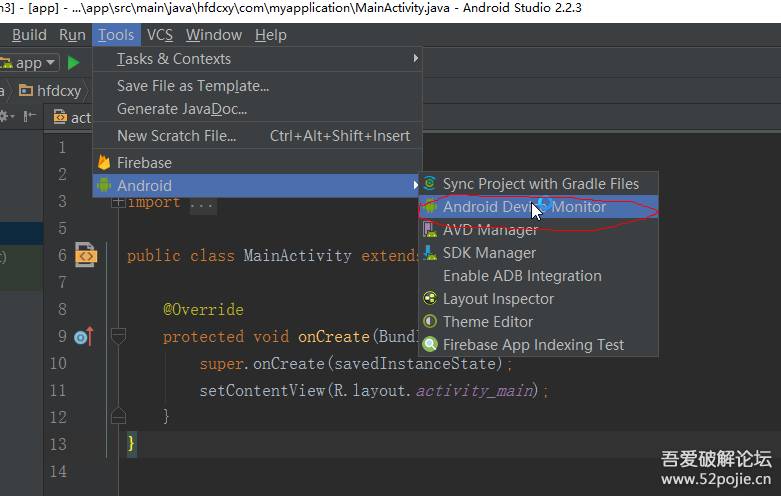 n3] - [app] - ...\app\src\main\java\hfdcxy\com\myapplication\MainActivity.java - Android Studio 2.2.3
Build Run Tools VCS Window Help
app
hfdcxy
act
Tasks & Contexts
Save File as Template...
Generate JavaDoc...
New Scratch File... Ctrl+Alt+Shift+Insert
Firebase
Android
Sync Project with Gradle Files
Android Device Monitor
AVD Manager
SDK Manager
Enable ADB Integration
Layout Inspector
Theme Editor
Firebase App Indexing Test
1
2
3 import ...
5
6 public class MainActivity extends
7
8 @Override
9 protected void onCreate(Bund
10 super.onCreate(savedInstanceState);
11 setContentView(R.layout.activity_main);
12 }
13 }
14
吾爱破解论坛
www.52pojie.cn